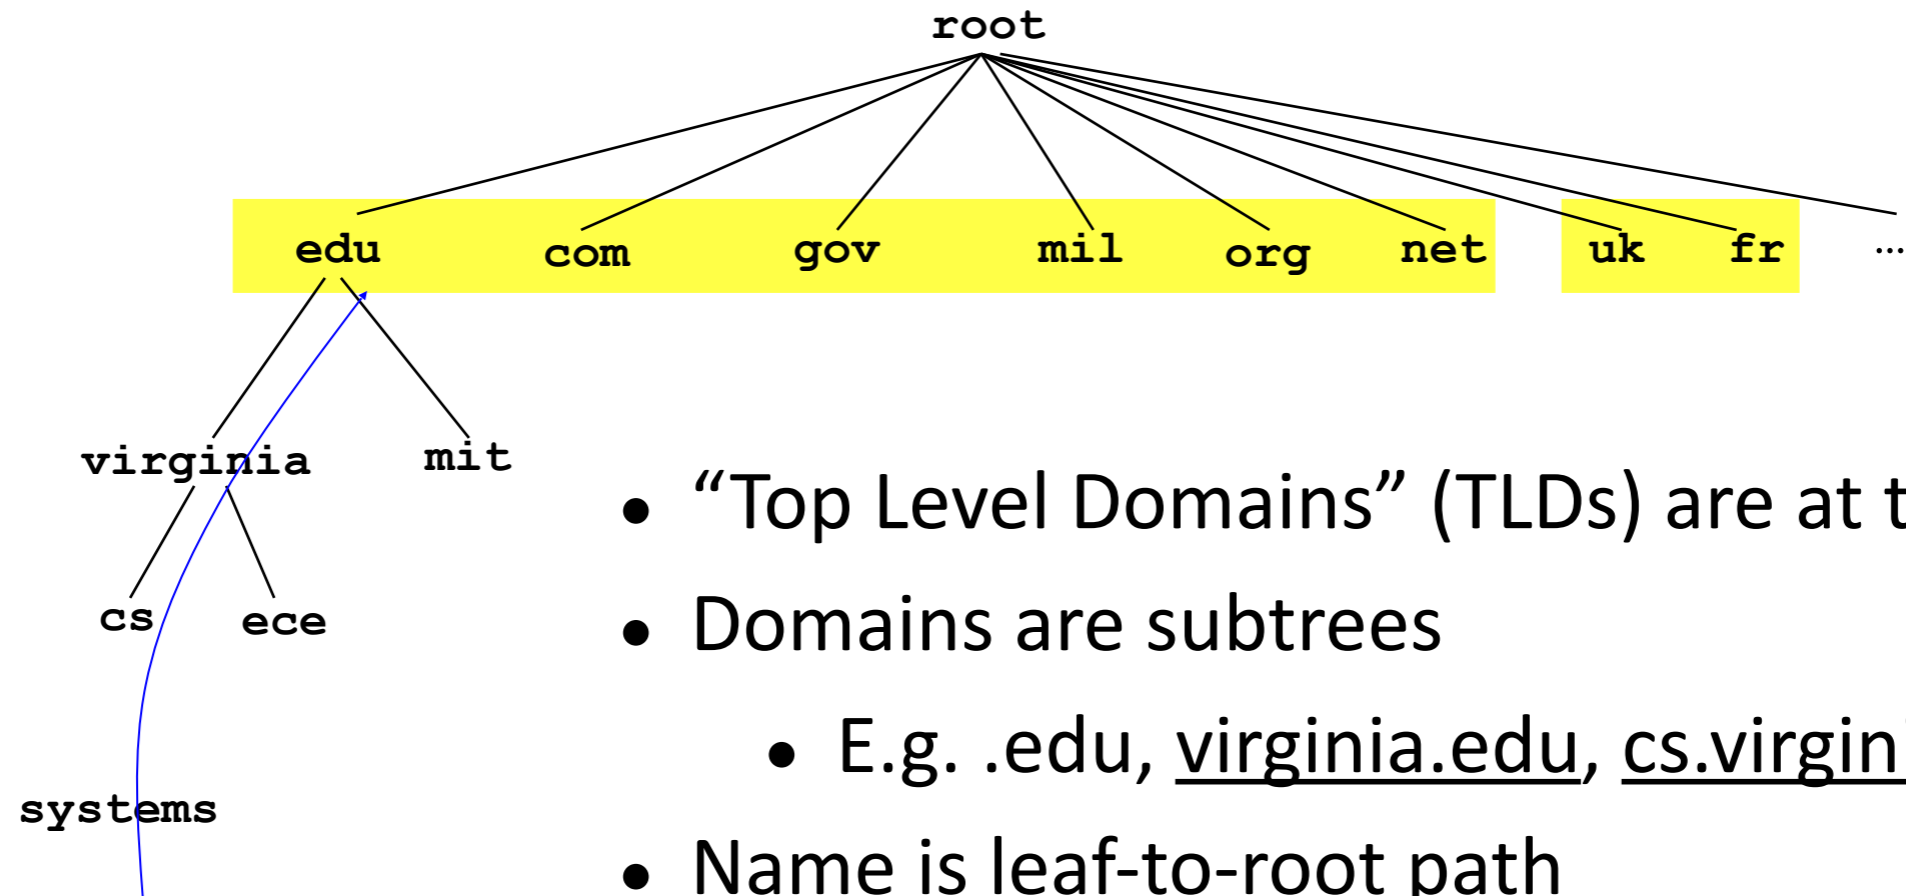 root
edu com gov mil org net uk fr ...
virginia mit
• “Top Level Domains” (TLDs) are at t
cs ece
• Domains are subtrees
• E.g. .edu, virginia.edu, cs.virgin
systems
• Name is leaf-to-root path